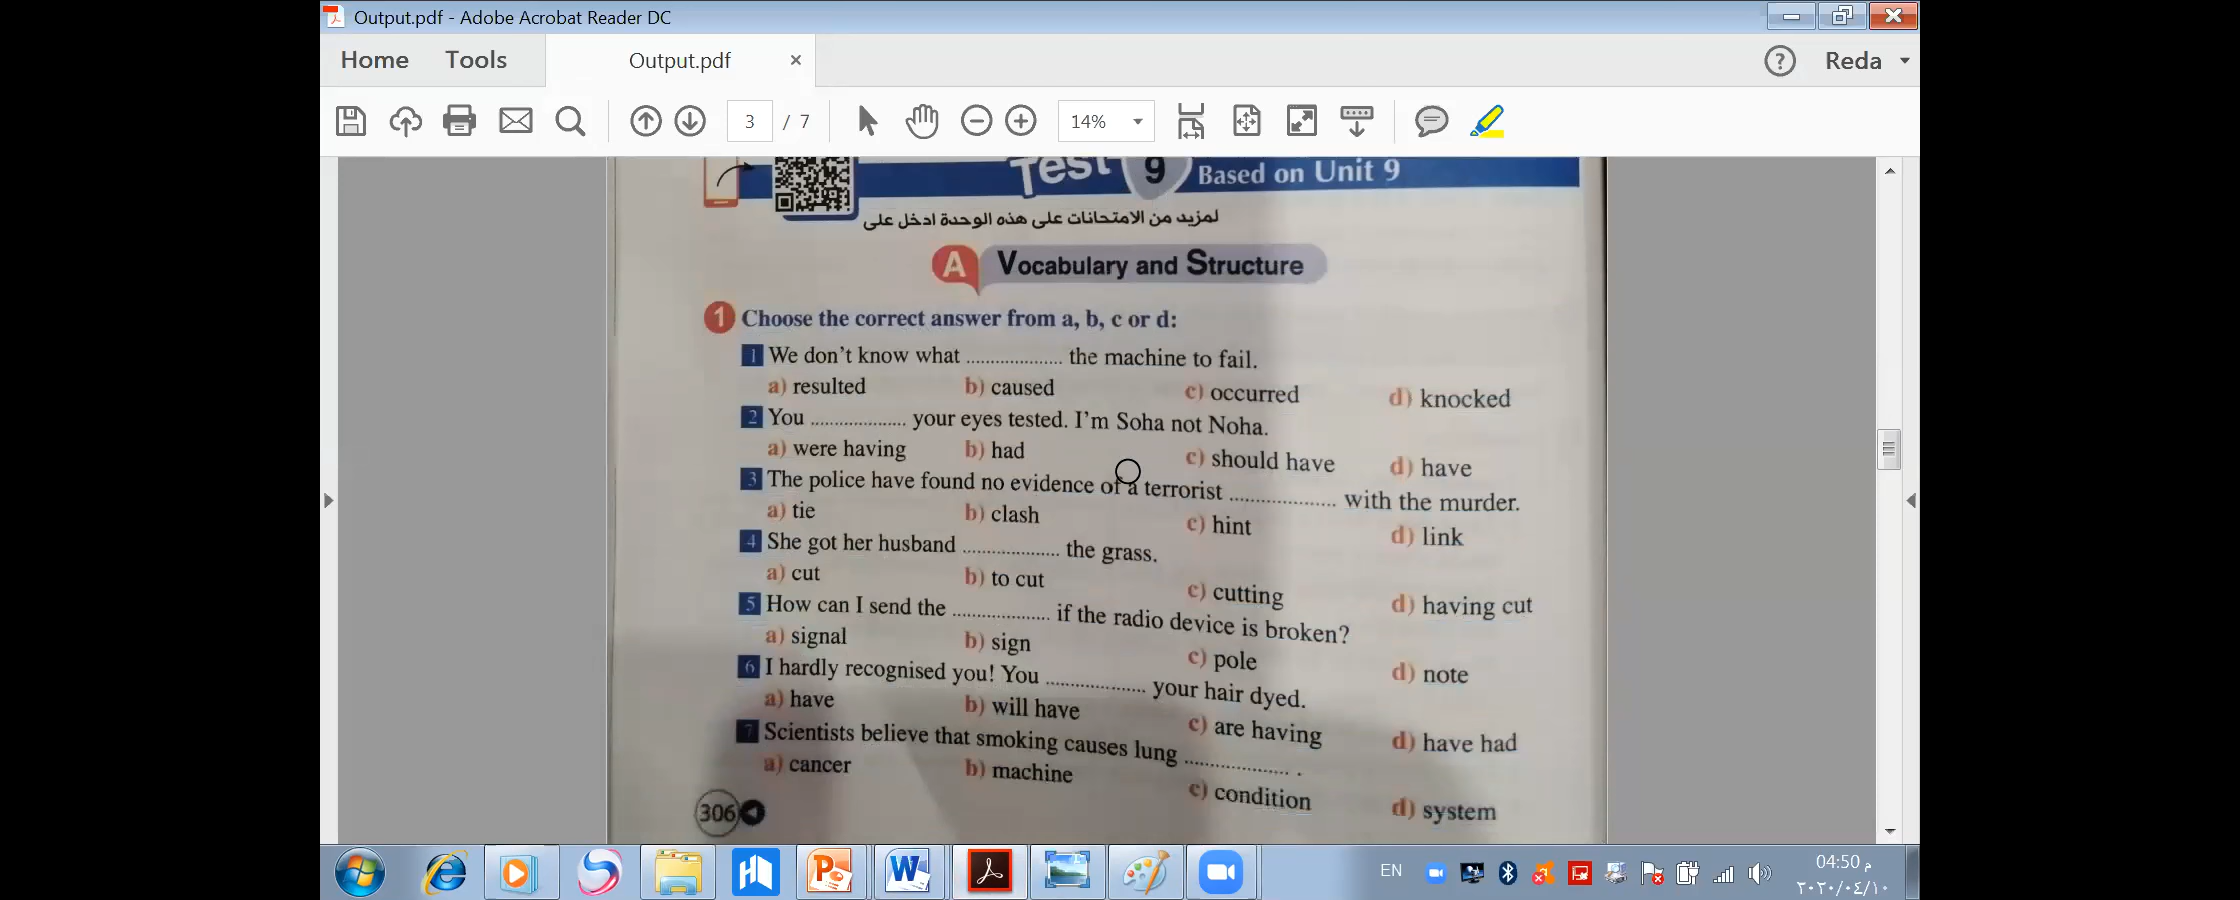 Output.pdf - Adobe Acrobat Reader DC
Home Tools Output.pdf × ? Reda
3 / 7 14%
Test 9 Based on Unit 9
لمزيد من الامتحانات على هذه الوحدة ادخل على
A Vocabulary and Structure
1 Choose the correct answer from a, b, c or d:
1 We don't know what .................. the machine to fail.
a) resulted b) caused c) occurred d) knocked
2 You .................. your eyes tested. I'm Soha not Noha.
a) were having b) had c) should have d) have
3 The police have found no evidence of a terrorist .................. with the murder.
a) tie b) clash c) hint d) link
4 She got her husband .................. the grass.
a) cut b) to cut c) cutting d) having cut
5 How can I send the .................. if the radio device is broken?
a) signal b) sign c) pole d) note
6 I hardly recognised you! You .................. your hair dyed.
a) have b) will have c) are having d) have had
7 Scientists believe that smoking causes lung .................. .
a) cancer b) machine c) condition d) system
306
EN 04:50 م
٢٠٢٠/٠٤/١٠